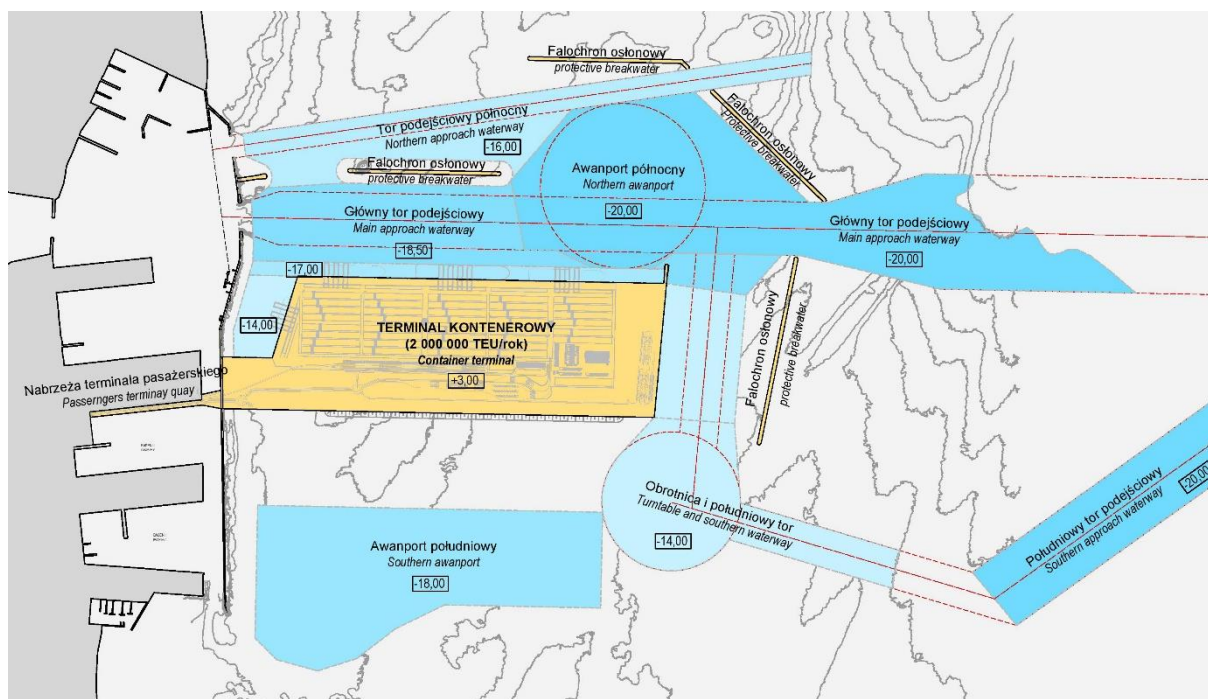 Falochron osłonowy
protective breakwater
Falochron osłonowy
Protective breakwater
Tor podejściowy północny
Northern approach waterway
-16,00
Falochron osłonowy
protective breakwater
Awanport północny
Northern awanport
-20,00
Główny tor podejściowy
Main approach waterway
-18,50
Główny tor podejściowy
Main approach waterway
-20,00
-17,00
-14,00
TERMINAL KONTENEROWY
(2 000 000 TEU/rok)
Container terminal
+3,00
Falochron osłonowy
protective breakwater
Nabrzeża terminala pasażerskiego
Passerngers terminay quay
Obrotnica i południowy tor
Turntable and southern waterway
-14,00
Południowy tor podejściowy
Southern approach waterway
-20,00
Awanport południowy
Southern awanport
-18,00